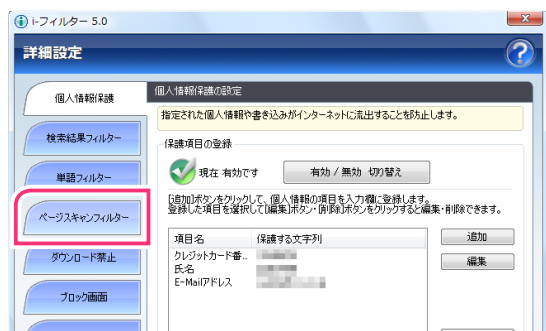 i-フィルター 5.0
詳細設定
?
個人情報保護
検索結果フィルター
単語フィルター
ページスキャンフィルター
ダウンロード禁止
ブロック画面
個人情報保護の設定
指定された個人情報や書き込みがインターネットに流出することを防止します。
保護項目の登録
現在 有効です
有効 / 無効 切り替え
[追加]ボタンをクリックして、個人情報の項目を入力欄に登録します。
登録した項目を選択して[編集]ボタン・[削除]ボタンをクリックすると編集・削除できます。
項目名 保護する文字列
クレジットカード番...
氏名
E-Mailアドレス
追加
編集